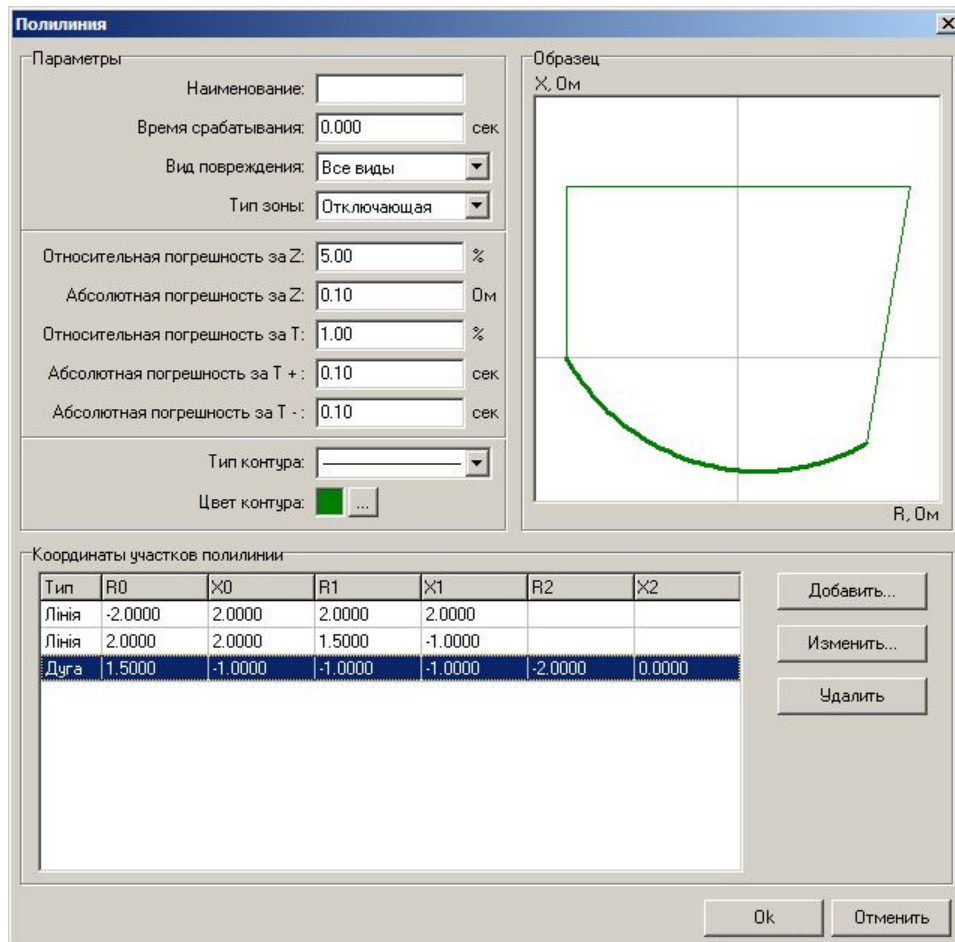 Полилиния
Параметры
Наименование:
Время срабатывания: 0.000 сек
Вид повреждения: Все виды
Тип зоны: Отключающая
Относительная погрешность за Z: 5.00 %
Абсолютная погрешность за Z: 0.10 Ом
Относительная погрешность за T: 1.00 %
Абсолютная погрешность за T + : 0.10 сек
Абсолютная погрешность за T - : 0.10 сек
Тип контура:
Цвет контура: ...
Образец
X, Ом
R, Ом
Координаты участков полилинии
Тип R0 X0 R1 X1 R2 X2
Лінія -2.0000 2.0000 2.0000 2.0000
Лінія 2.0000 2.0000 1.5000 -1.0000
Дуга 1.5000 -1.0000 -1.0000 -1.0000 -2.0000 0.0000
Добавить...
Изменить...
Удалить
Ok Отменить